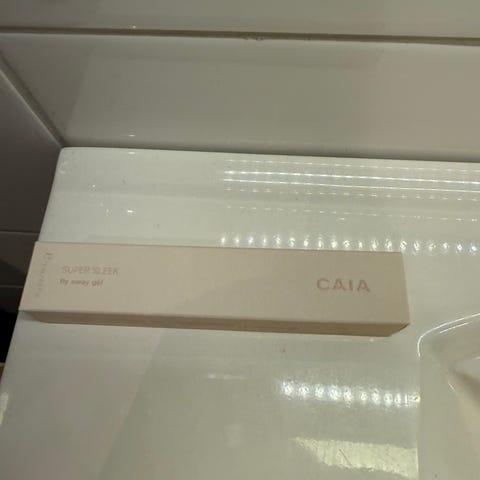 SUPER SLEEK
fly away gel
CAIA